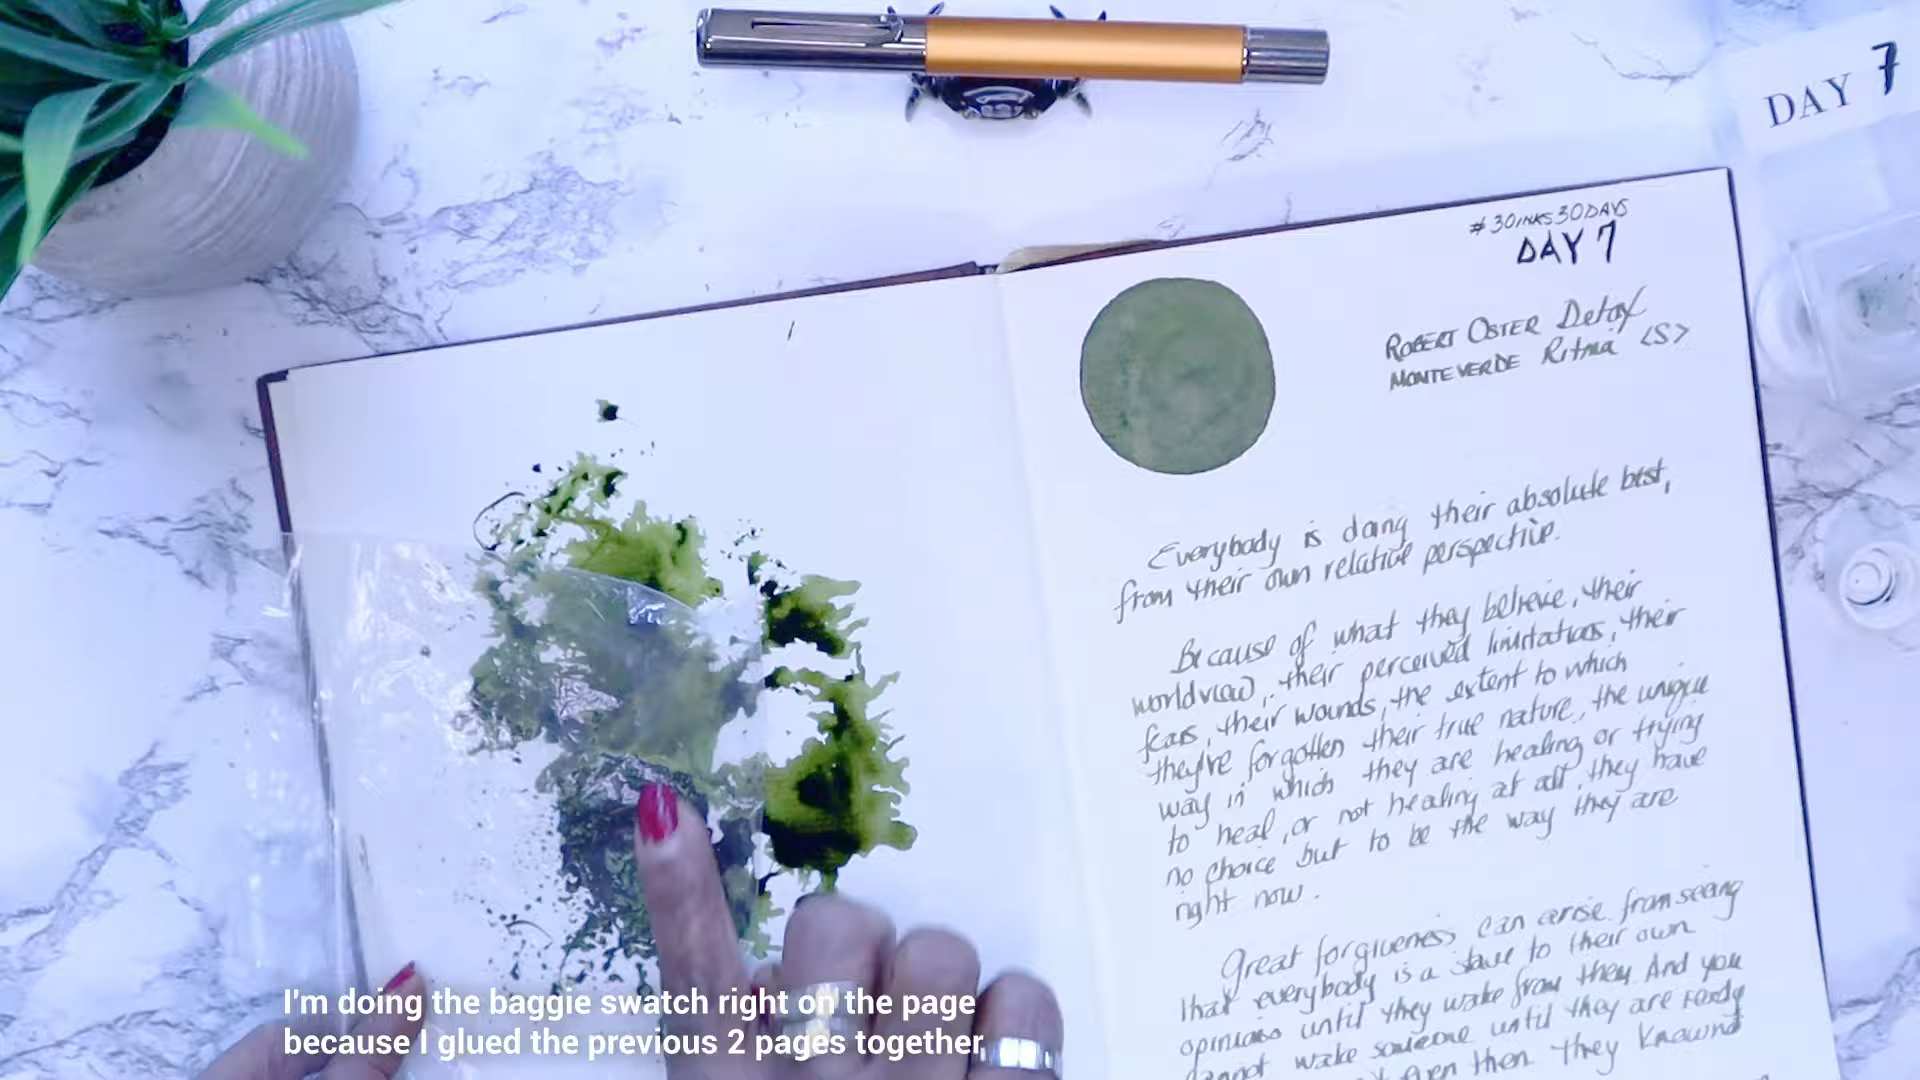 DAY 7
#30INKS30DAYS
DAY 7
ROBERT OSTER Detox
MONTEVERDE Ritma <S>
Everybody is doing their absolute best,
from their own relative perspective.
Because of what they believe, their
worldview, their perceived limitations, their
fears, their wounds, the extent to which
they've forgotten their true nature, the unique
way in which they are healing or trying
to heal, or not healing at all, they have
no choice but to be the way they are
right now.
Great forgiveness can arise from seeing
that everybody is a slave to their own
opinions until they wake from them. And you
cannot wake someone until they are ready
even then they
I'm doing the baggie swatch right on the page
because I glued the previous 2 pages together